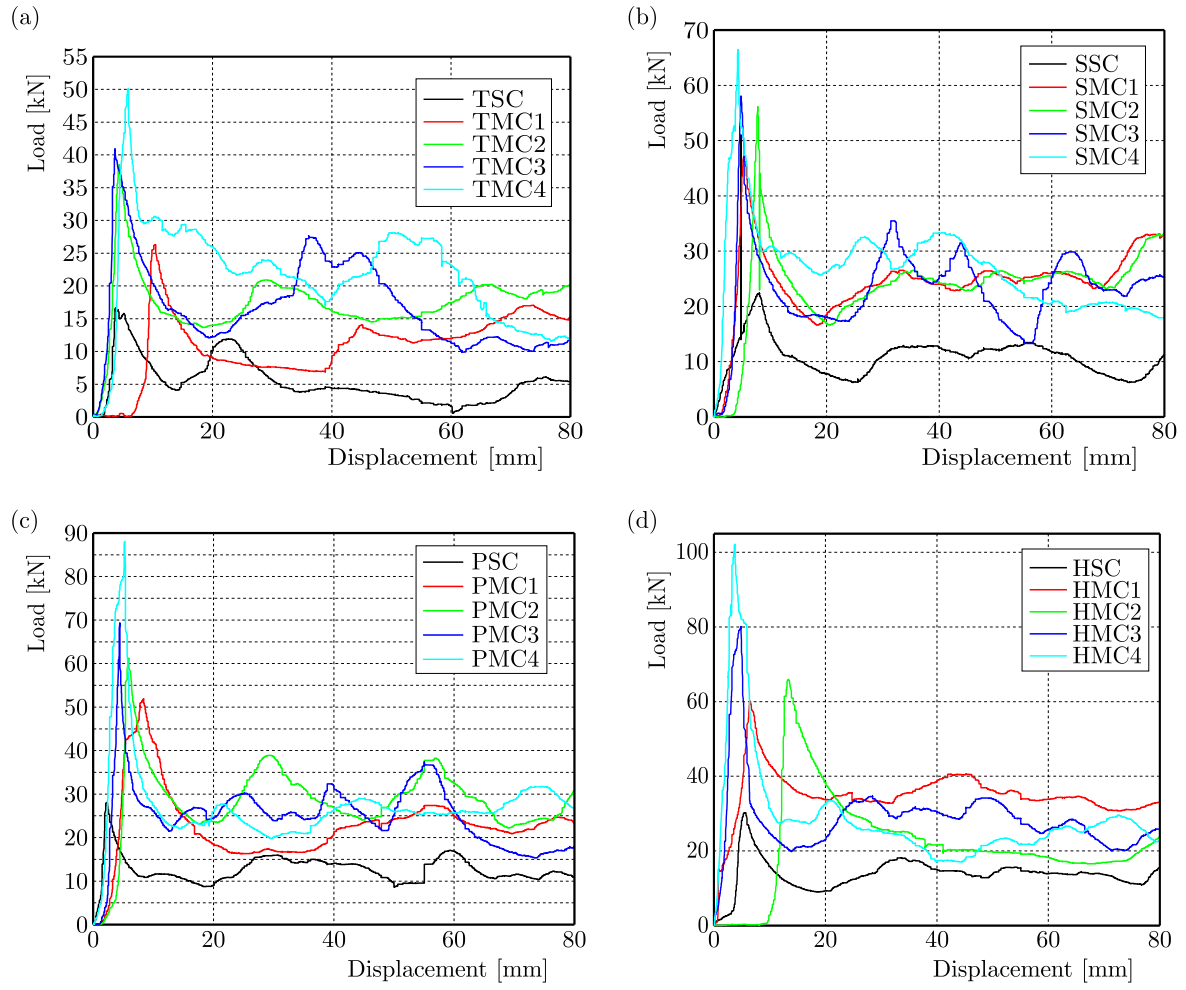 (a)
Load [kN]
55
50
45
40
35
30
25
20
15
10
5
0
0 20 40 60 80
Displacement [mm]
TSC
TMC1
TMC2
TMC3
TMC4
(b)
Load [kN]
70
60
50
40
30
20
10
0
0 20 40 60 80
Displacement [mm]
SSC
SMC1
SMC2
SMC3
SMC4
(c)
Load [kN]
90
80
70
60
50
40
30
20
10
0
0 20 40 60 80
Displacement [mm]
PSC
PMC1
PMC2
PMC3
PMC4
(d)
Load [kN]
100
80
60
40
20
0
0 20 40 60 80
Displacement [mm]
HSC
HMC1
HMC2
HMC3
HMC4